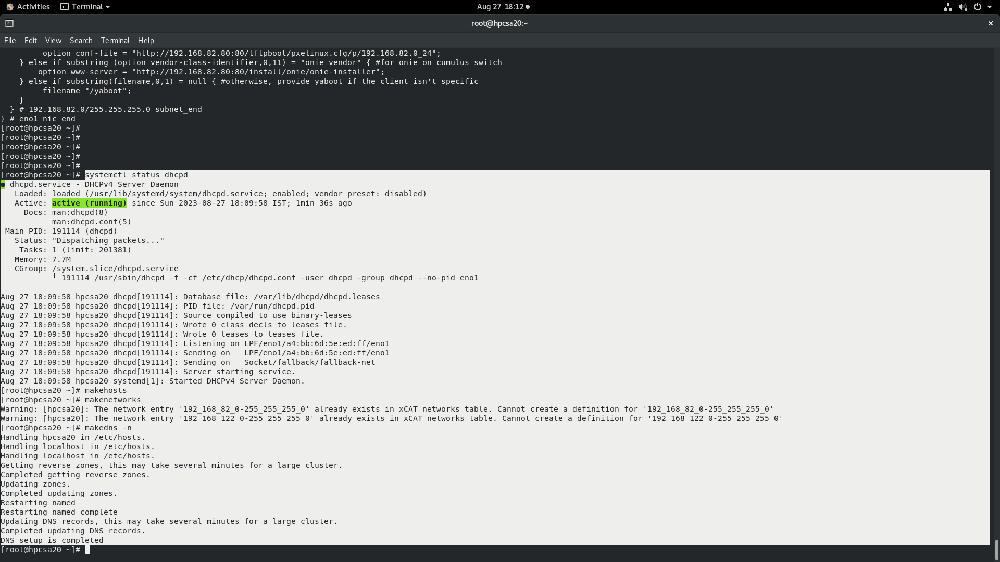 Activities Terminal Aug 27 18:12
root@hpcsa20:~
File Edit View Search Terminal Help
         option conf-file = "http://192.168.82.80:80/tftpboot/pxelinux.cfg/p/192.168.82.0_24";
    } else if substring (option vendor-class-identifier,0,11) = "onie_vendor" { #for onie on cumulus switch
        option www-server = "http://192.168.82.80:80/install/onie/onie-installer";
    } else if substring(filename,0,1) = null { #otherwise, provide yaboot if the client isn't specific
         filename "/yaboot";
    }
  } # 192.168.82.0/255.255.255.0 subnet_end
} # eno1 nic_end
[root@hpcsa20 ~]#
[root@hpcsa20 ~]#
[root@hpcsa20 ~]#
[root@hpcsa20 ~]#
[root@hpcsa20 ~]#
[root@hpcsa20 ~]# systemctl status dhcpd
● dhcpd.service - DHCPv4 Server Daemon
   Loaded: loaded (/usr/lib/systemd/system/dhcpd.service; enabled; vendor preset: disabled)
   Active: active (running) since Sun 2023-08-27 18:09:58 IST; 1min 36s ago
     Docs: man:dhcpd(8)
           man:dhcpd.conf(5)
 Main PID: 191114 (dhcpd)
   Status: "Dispatching packets..."
    Tasks: 1 (limit: 201381)
   Memory: 7.7M
   CGroup: /system.slice/dhcpd.service
           └─191114 /usr/sbin/dhcpd -f -cf /etc/dhcp/dhcpd.conf -user dhcpd -group dhcpd --no-pid eno1
Aug 27 18:09:58 hpcsa20 dhcpd[191114]: Database file: /var/lib/dhcpd/dhcpd.leases
Aug 27 18:09:58 hpcsa20 dhcpd[191114]: PID file: /var/run/dhcpd.pid
Aug 27 18:09:58 hpcsa20 dhcpd[191114]: Source compiled to use binary-leases
Aug 27 18:09:58 hpcsa20 dhcpd[191114]: Wrote 0 class decls to leases file.
Aug 27 18:09:58 hpcsa20 dhcpd[191114]: Wrote 0 leases to leases file.
Aug 27 18:09:58 hpcsa20 dhcpd[191114]: Listening on LPF/eno1/a4:bb:6d:5e:ed:ff/eno1
Aug 27 18:09:58 hpcsa20 dhcpd[191114]: Sending on   LPF/eno1/a4:bb:6d:5e:ed:ff/eno1
Aug 27 18:09:58 hpcsa20 dhcpd[191114]: Sending on   Socket/fallback/fallback-net
Aug 27 18:09:58 hpcsa20 dhcpd[191114]: Server starting service.
Aug 27 18:09:58 hpcsa20 systemd[1]: Started DHCPv4 Server Daemon.
[root@hpcsa20 ~]# makehosts
[root@hpcsa20 ~]# makenetworks
Warning: [hpcsa20]: The network entry '192_168_82_0-255_255_255_0' already exists in xCAT networks table. Cannot create a definition for '192_168_82_0-255_255_255_0'
Warning: [hpcsa20]: The network entry '192_168_122_0-255_255_255_0' already exists in xCAT networks table. Cannot create a definition for '192_168_122_0-255_255_255_0'
[root@hpcsa20 ~]# makedns -n
Handling hpcsa20 in /etc/hosts.
Handling localhost in /etc/hosts.
Handling localhost in /etc/hosts.
Getting reverse zones, this may take several minutes for a large cluster.
Completed getting reverse zones.
Updating zones.
Completed updating zones.
Restarting named
Restarting named complete
Updating DNS records, this may take several minutes for a large cluster.
Completed updating DNS records.
DNS setup is completed
[root@hpcsa20 ~]#